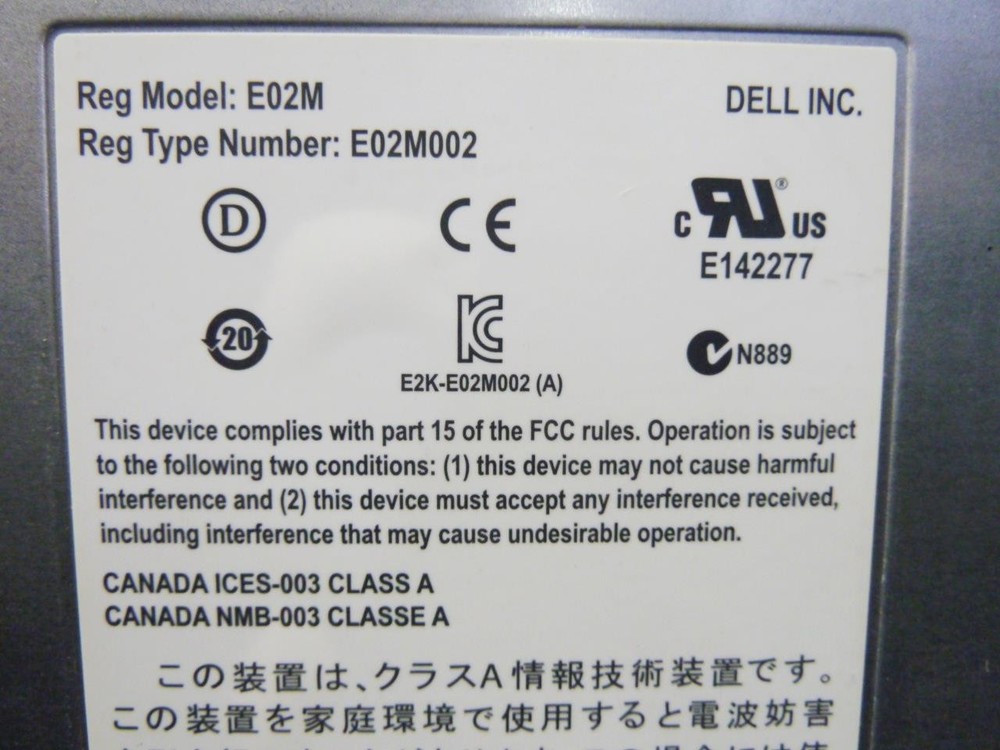 Reg Model: E02M
DELL INC.
Reg Type Number: E02M002
D
CE
C RU® US
E142277
20
KC
N889
E2K-E02M002 (A)
This device complies with part 15 of the FCC rules. Operation is subject
to the following two conditions: (1) this device may not cause harmful
interference and (2) this device must accept any interference received,
including interference that may cause undesirable operation.
CANADA ICES-003 CLASS A
CANADA NMB-003 CLASSE A
この装置は、クラスA情報技術装置です。
この装置を家庭環境で使用すると電波妨害